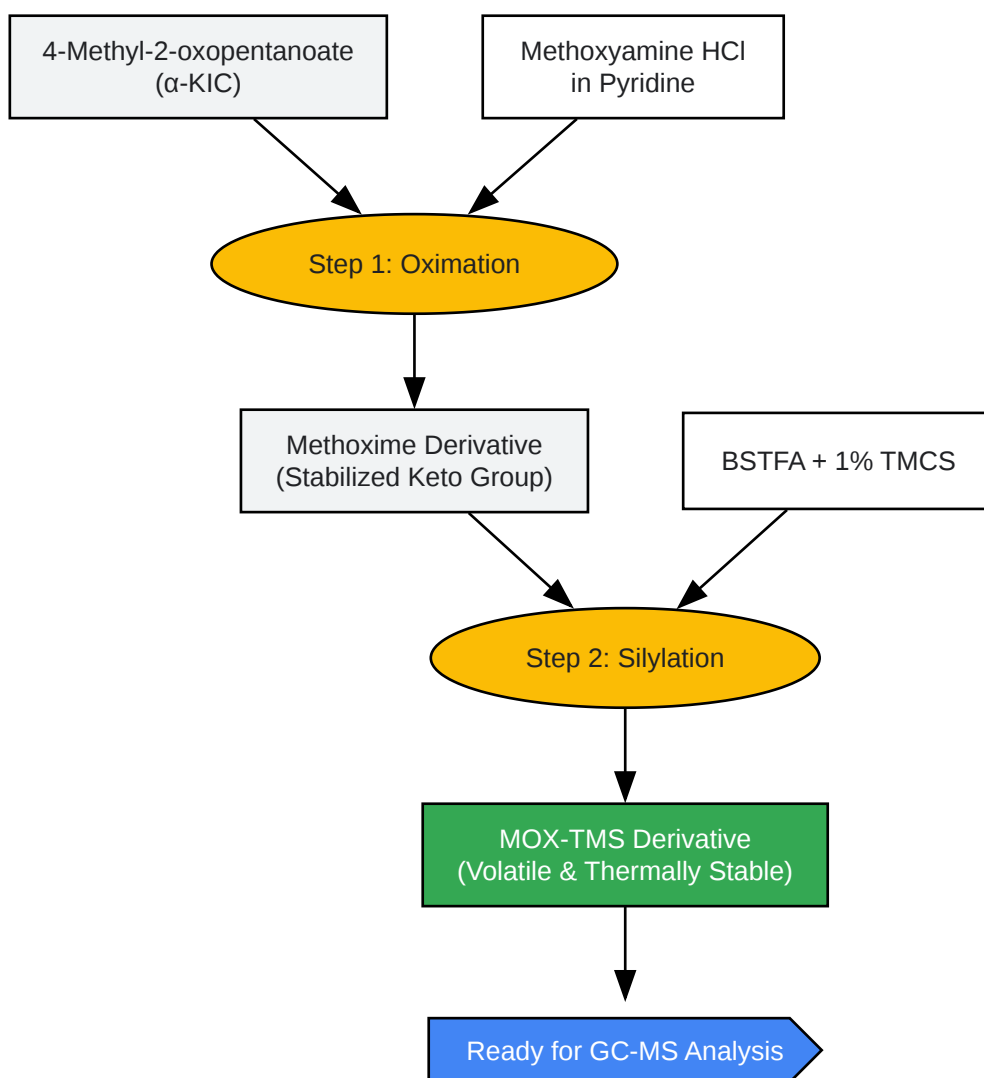 4-Methyl-2-oxopentanoate
(α-KIC)
Methoxyamine HCl
in Pyridine
Step 1: Oximation
Methoxime Derivative
(Stabilized Keto Group)
BSTFA + 1% TMCS
Step 2: Silylation
MOX-TMS Derivative
(Volatile & Thermally Stable)
Ready for GC-MS Analysis